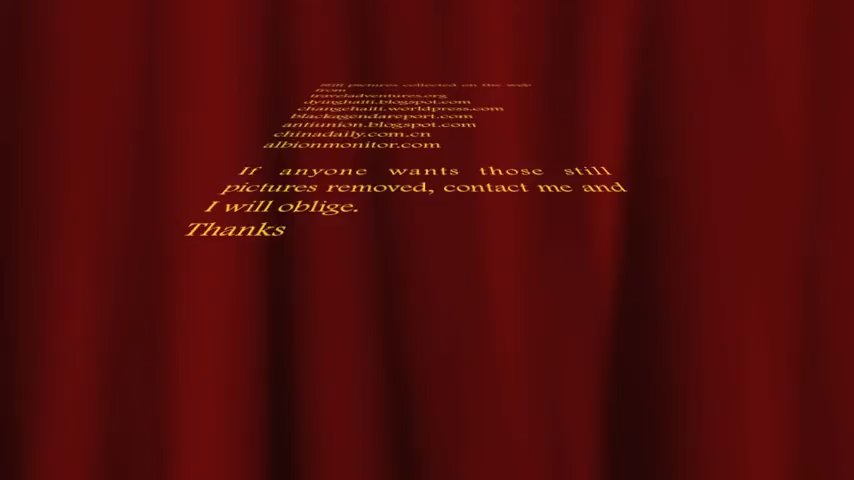 Still pictures collected on the web
from
traveladventures.org
dyinghaiti.blogspot.com
changehaiti.worldpress.com
blackagendareport.com
antiunion.blogspot.com
chinadaily.com.cn
albionmonitor.com
If anyone wants those still
pictures removed, contact me and
I will oblige.
Thanks